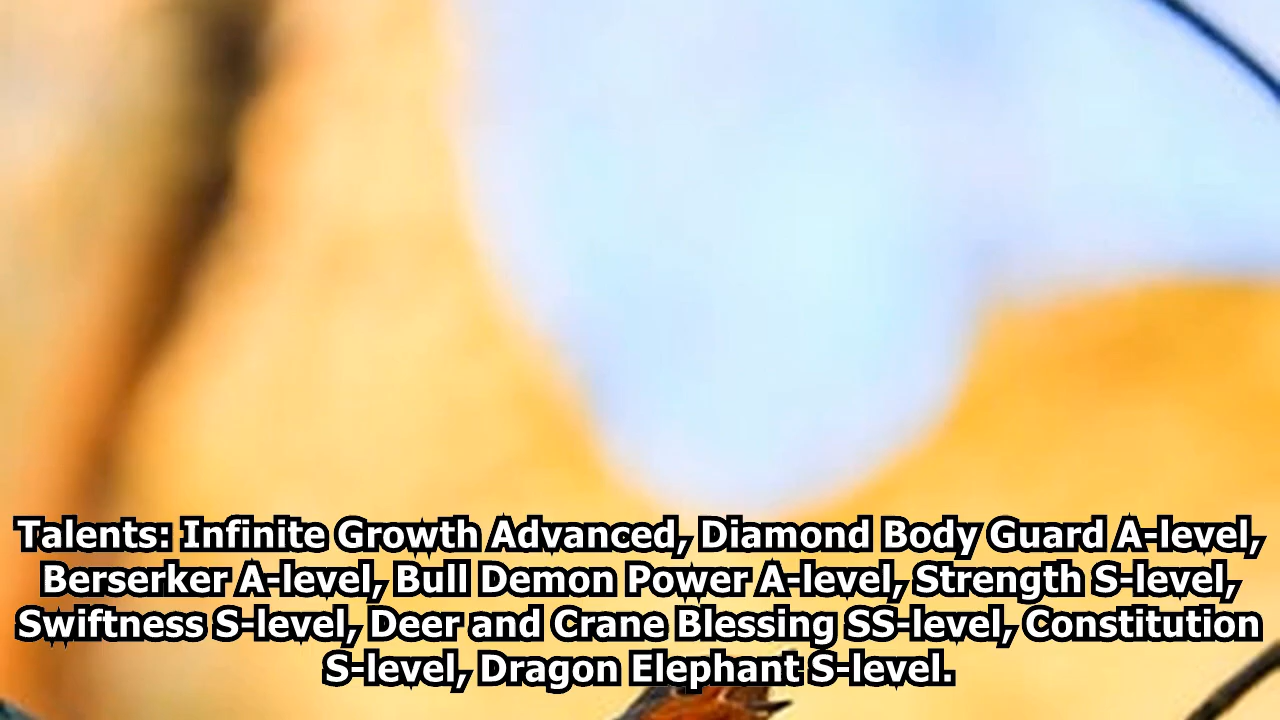 Talents: Infinite Growth Advanced, Diamond Body Guard A-level,
Berserker A-level, Bull Demon Power A-level, Strength S-level,
Swiftness S-level, Deer and Crane Blessing SS-level, Constitution
S-level, Dragon Elephant S-level.